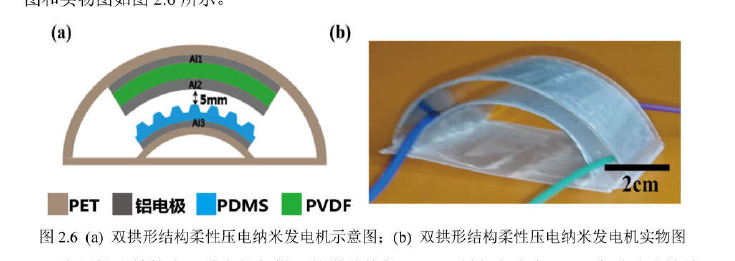 图和实物图如图 2.6 所示。
(a) (b)
Al1
Al2
5mm
Al3
2cm
PET 铝电极 PDMS PVDF
图2.6 (a) 双拱形结构柔性压电纳米发电机示意图；(b) 双拱形结构柔性压电纳米发电机实物图